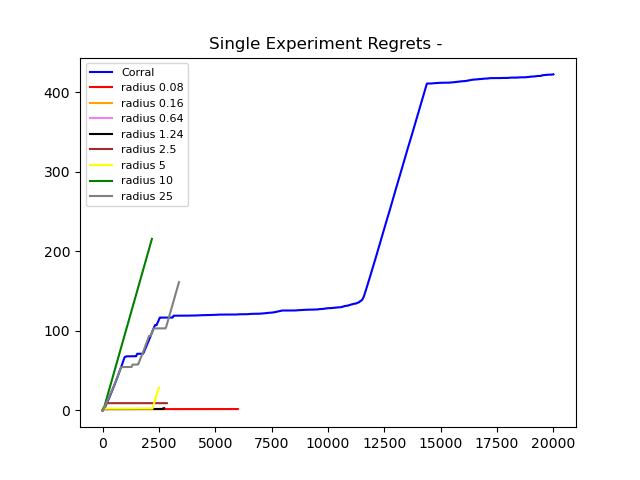 Single Experiment Regrets -
Corral
radius 0.08
radius 0.16
radius 0.64
radius 1.24
radius 2.5
radius 5
radius 10
radius 25
400
300
200
100
0
0 2500 5000 7500 10000 12500 15000 17500 20000